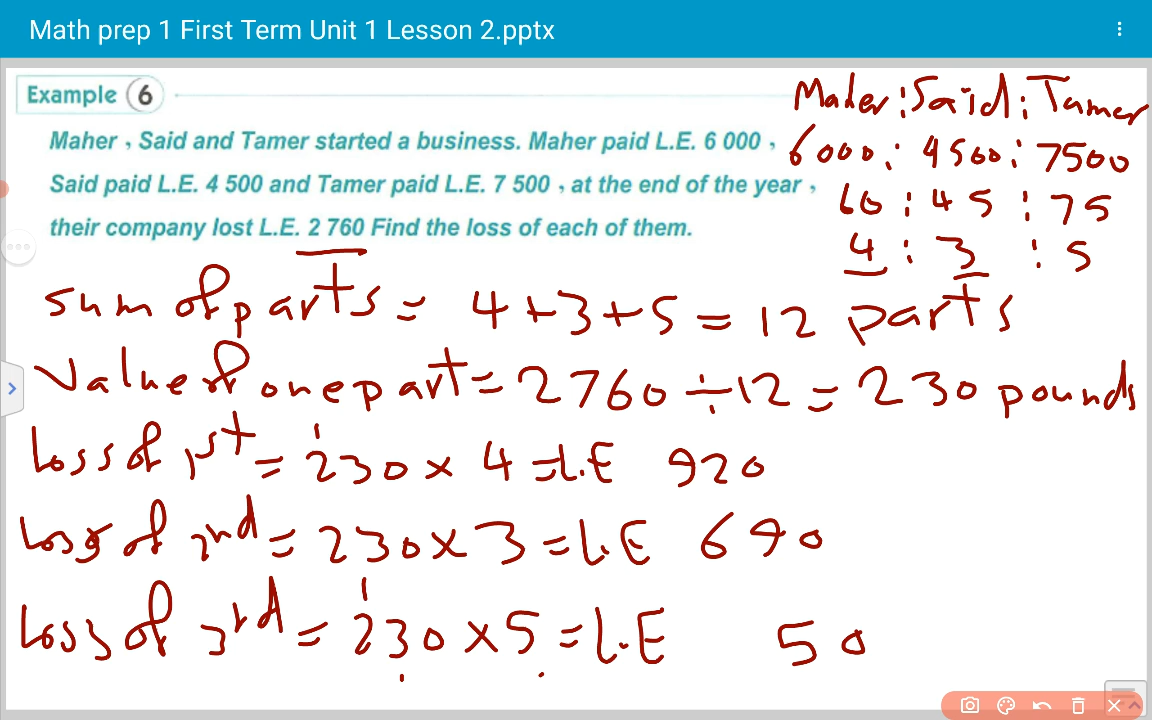 Math prep 1 First Term Unit 1 Lesson 2.pptx
Example 6
Maher , Said and Tamer started a business. Maher paid L.E. 6 000 ,
Said paid L.E. 4 500 and Tamer paid L.E. 7 500 , at the end of the year ,
their company lost L.E. 2 760 Find the loss of each of them.
Maher : Said : Tamer
6000 : 4500 : 7500
60 : 45 : 75
4 : 3 : 5
Sum of parts = 4 + 3 + 5 = 12 parts
Value of one part = 2760 ÷ 12 = 230 pounds
Loss of 1st = 230 × 4 = L.E 920
Loss of 2nd = 230 × 3 = L.E 690
Loss of 3rd = 230 × 5 = L.E 50